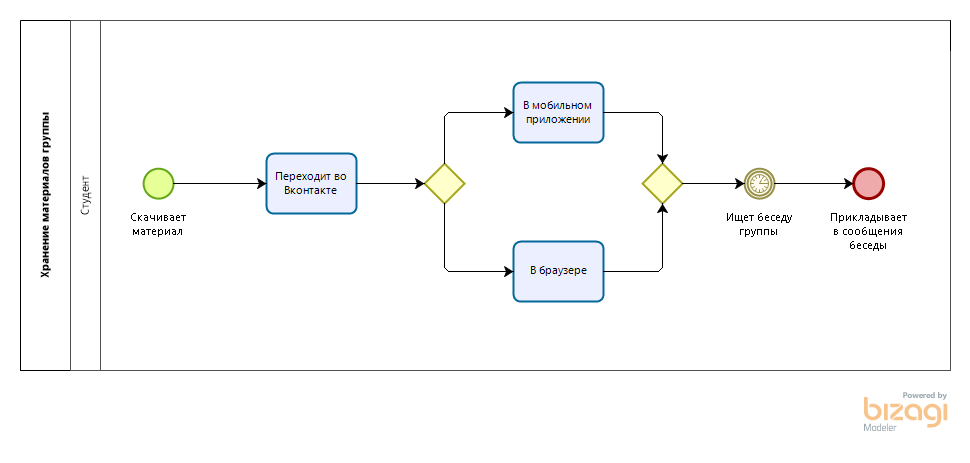 Хранение материалов группы
Студент
Скачивает
материал
Переходит во
Вконтакте
В мобильном
приложении
В браузере
Ищет беседу
группы
Прикладывает
в сообщения
беседы
Powered by
bizagi
Modeler